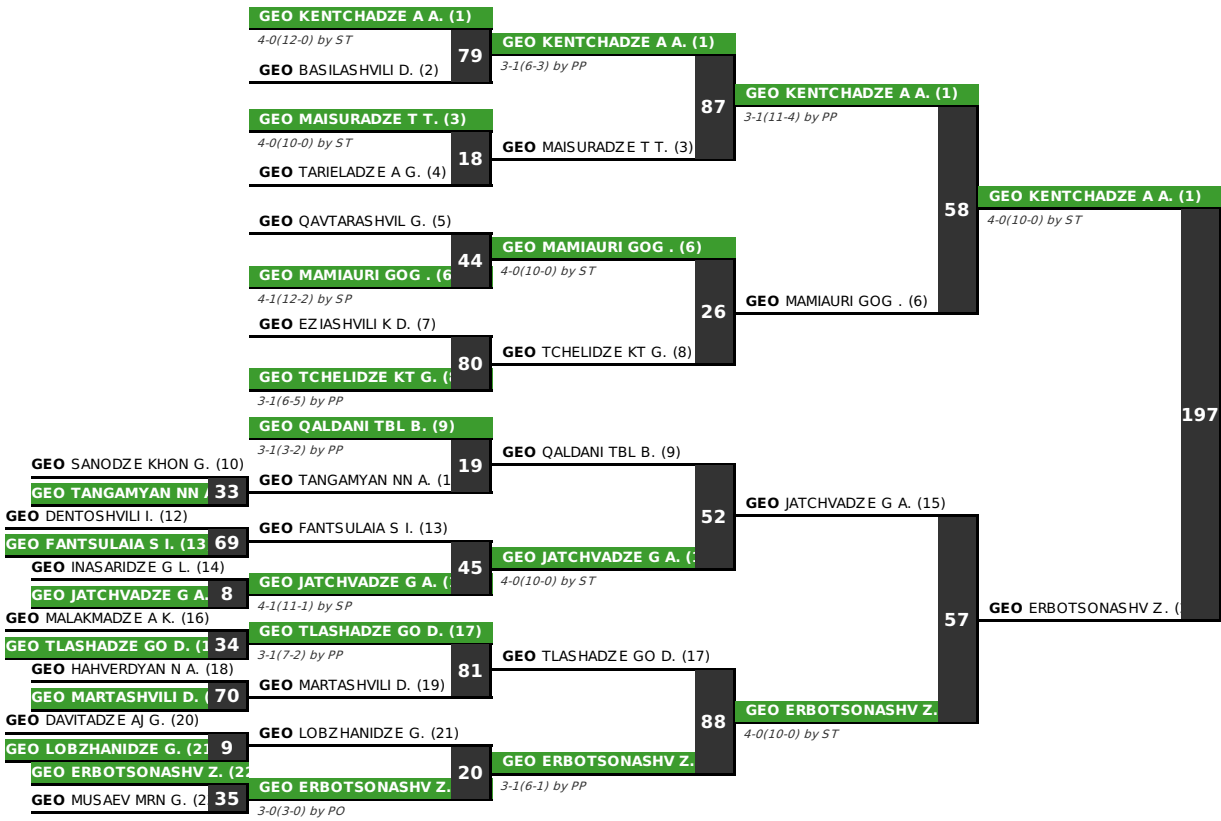 GEO KENTCHADZE A A. (1)
4-0(12-0) by ST
GEO BASILASHVILI D. (2)
79
GEO MAISURADZE T T. (3)
4-0(10-0) by ST
GEO TARIELADZE A G. (4)
18
GEO QAVTARASHVIL G. (5)
GEO MAMIAURI GOG . (6
44
4-1(12-2) by SP
GEO EZIASHVILI K D. (7)
GEO TCHELIDZE KT G. (
80
3-1(6-5) by PP
GEO QALDANI TBL B. (9)
3-1(3-2) by PP
GEO TANGAMYAN NN A. (1
19
GEO SANODZE KHON G. (10)
GEO TANGAMYAN NN
33
GEO DENTOSHVILI I. (12)
GEO FANTSULAIA S I. (13
69
GEO INASARIDZE G L. (14)
GEO JATCHVADZE G A.
8
GEO MALAKMADZE A K. (16)
GEO TLASHADZE GO D. (1
34
GEO HAHVERDYAN N A. (18)
GEO MARTASHVILI D. (
70
GEO DAVITADZE AJ G. (20)
GEO LOBZHANIDZE G. (21
9
GEO ERBOTSONASHV Z. (22
GEO MUSAEV MRN G. (2
35
GEO FANTSULAIA S I. (13)
GEO JATCHVADZE G A. (
45
4-1(11-1) by SP
GEO TLASHADZE GO D. (17)
3-1(7-2) by PP
GEO MARTASHVILI D. (19)
81
GEO LOBZHANIDZE G. (21)
GEO ERBOTSONASHV Z.
20
3-0(3-0) by PO
GEO KENTCHADZE A A. (1)
3-1(6-3) by PP
GEO MAISURADZE T T. (3)
87
GEO MAMIAURI GOG . (6)
4-0(10-0) by ST
GEO TCHELIDZE KT G. (8)
26
GEO QALDANI TBL B. (9)
GEO JATCHVADZE G A. (
52
4-0(10-0) by ST
GEO TLASHADZE GO D. (17)
GEO ERBOTSONASHV Z.
88
3-1(6-1) by PP
GEO KENTCHADZE A A. (1)
3-1(11-4) by PP
GEO MAMIAURI GOG . (6)
58
GEO JATCHVADZE G A. (15)
GEO ERBOTSONASHV Z.
57
4-0(10-0) by ST
GEO KENTCHADZE A A. (1)
4-0(10-0) by ST
GEO ERBOTSONASHV Z. (
197